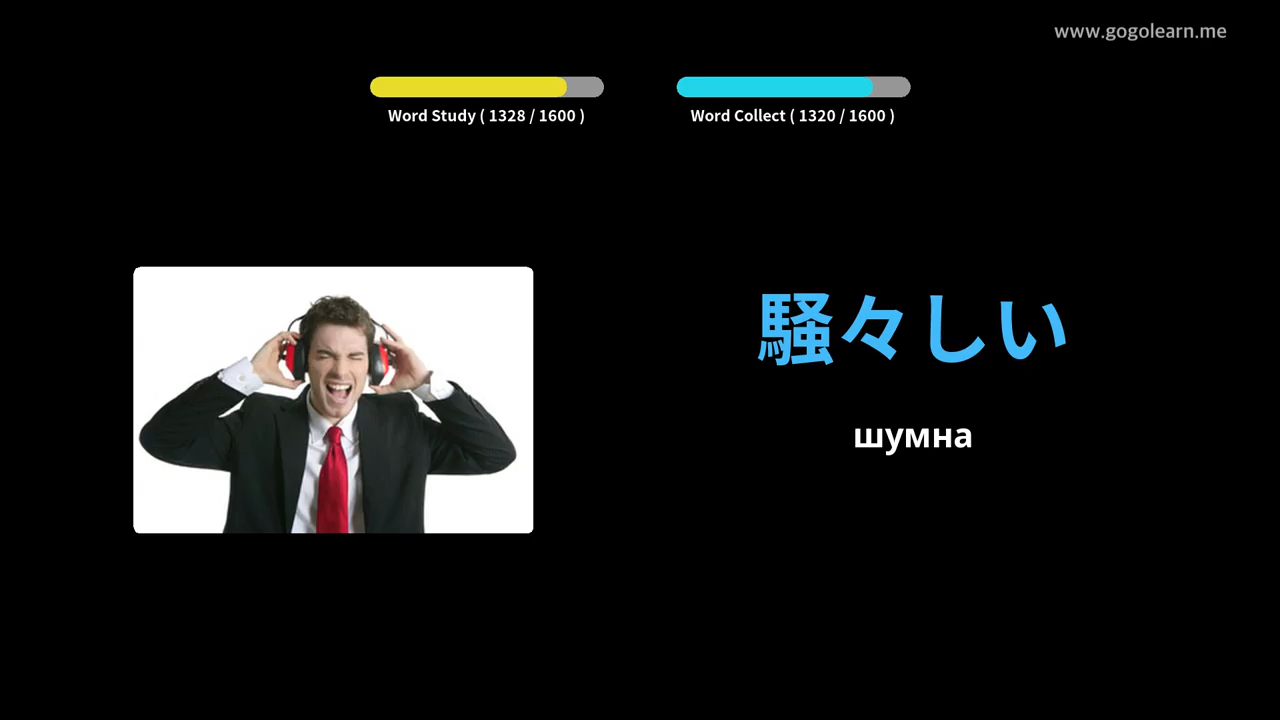 www.gogolearn.me
Word Study ( 1328 / 1600 )
Word Collect ( 1320 / 1600 )
騒々しい
шумна